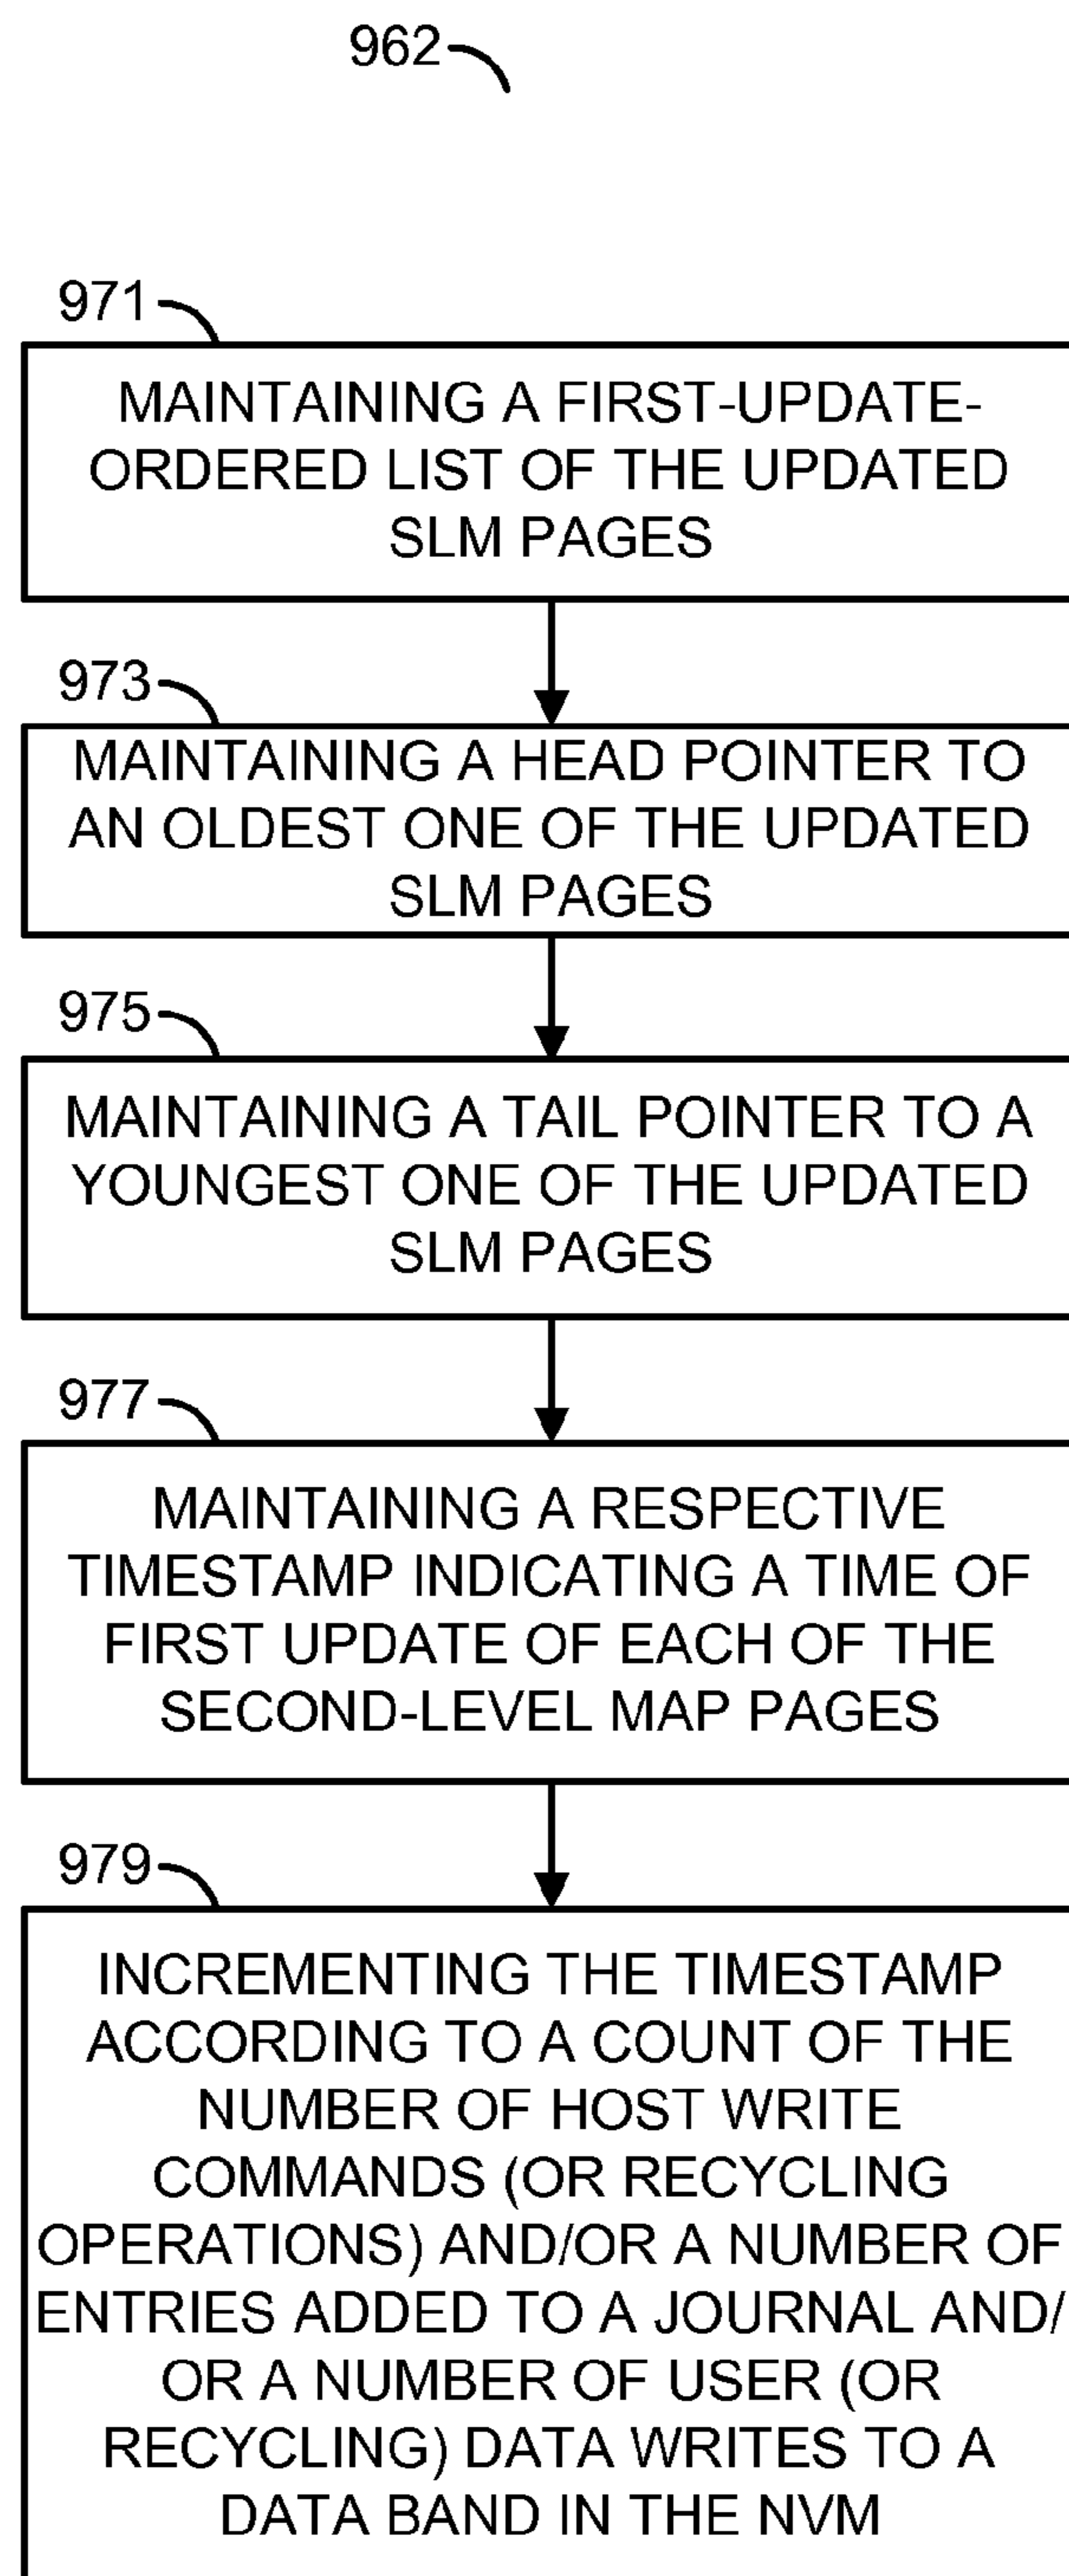 962
971
MAINTAINING A FIRST-UPDATE-
ORDERED LIST OF THE UPDATED
SLM PAGES
973
MAINTAINING A HEAD POINTER TO
AN OLDEST ONE OF THE UPDATED
SLM PAGES
975
MAINTAINING A TAIL POINTER TO A
YOUNGEST ONE OF THE UPDATED
SLM PAGES
977
MAINTAINING A RESPECTIVE
TIMESTAMP INDICATING A TIME OF
FIRST UPDATE OF EACH OF THE
SECOND-LEVEL MAP PAGES
979
INCREMENTING THE TIMESTAMP
ACCORDING TO A COUNT OF THE
NUMBER OF HOST WRITE
COMMANDS (OR RECYCLING
OPERATIONS) AND/OR A NUMBER OF
ENTRIES ADDED TO A JOURNAL AND/
OR A NUMBER OF USER (OR
RECYCLING) DATA WRITES TO A
DATA BAND IN THE NVM